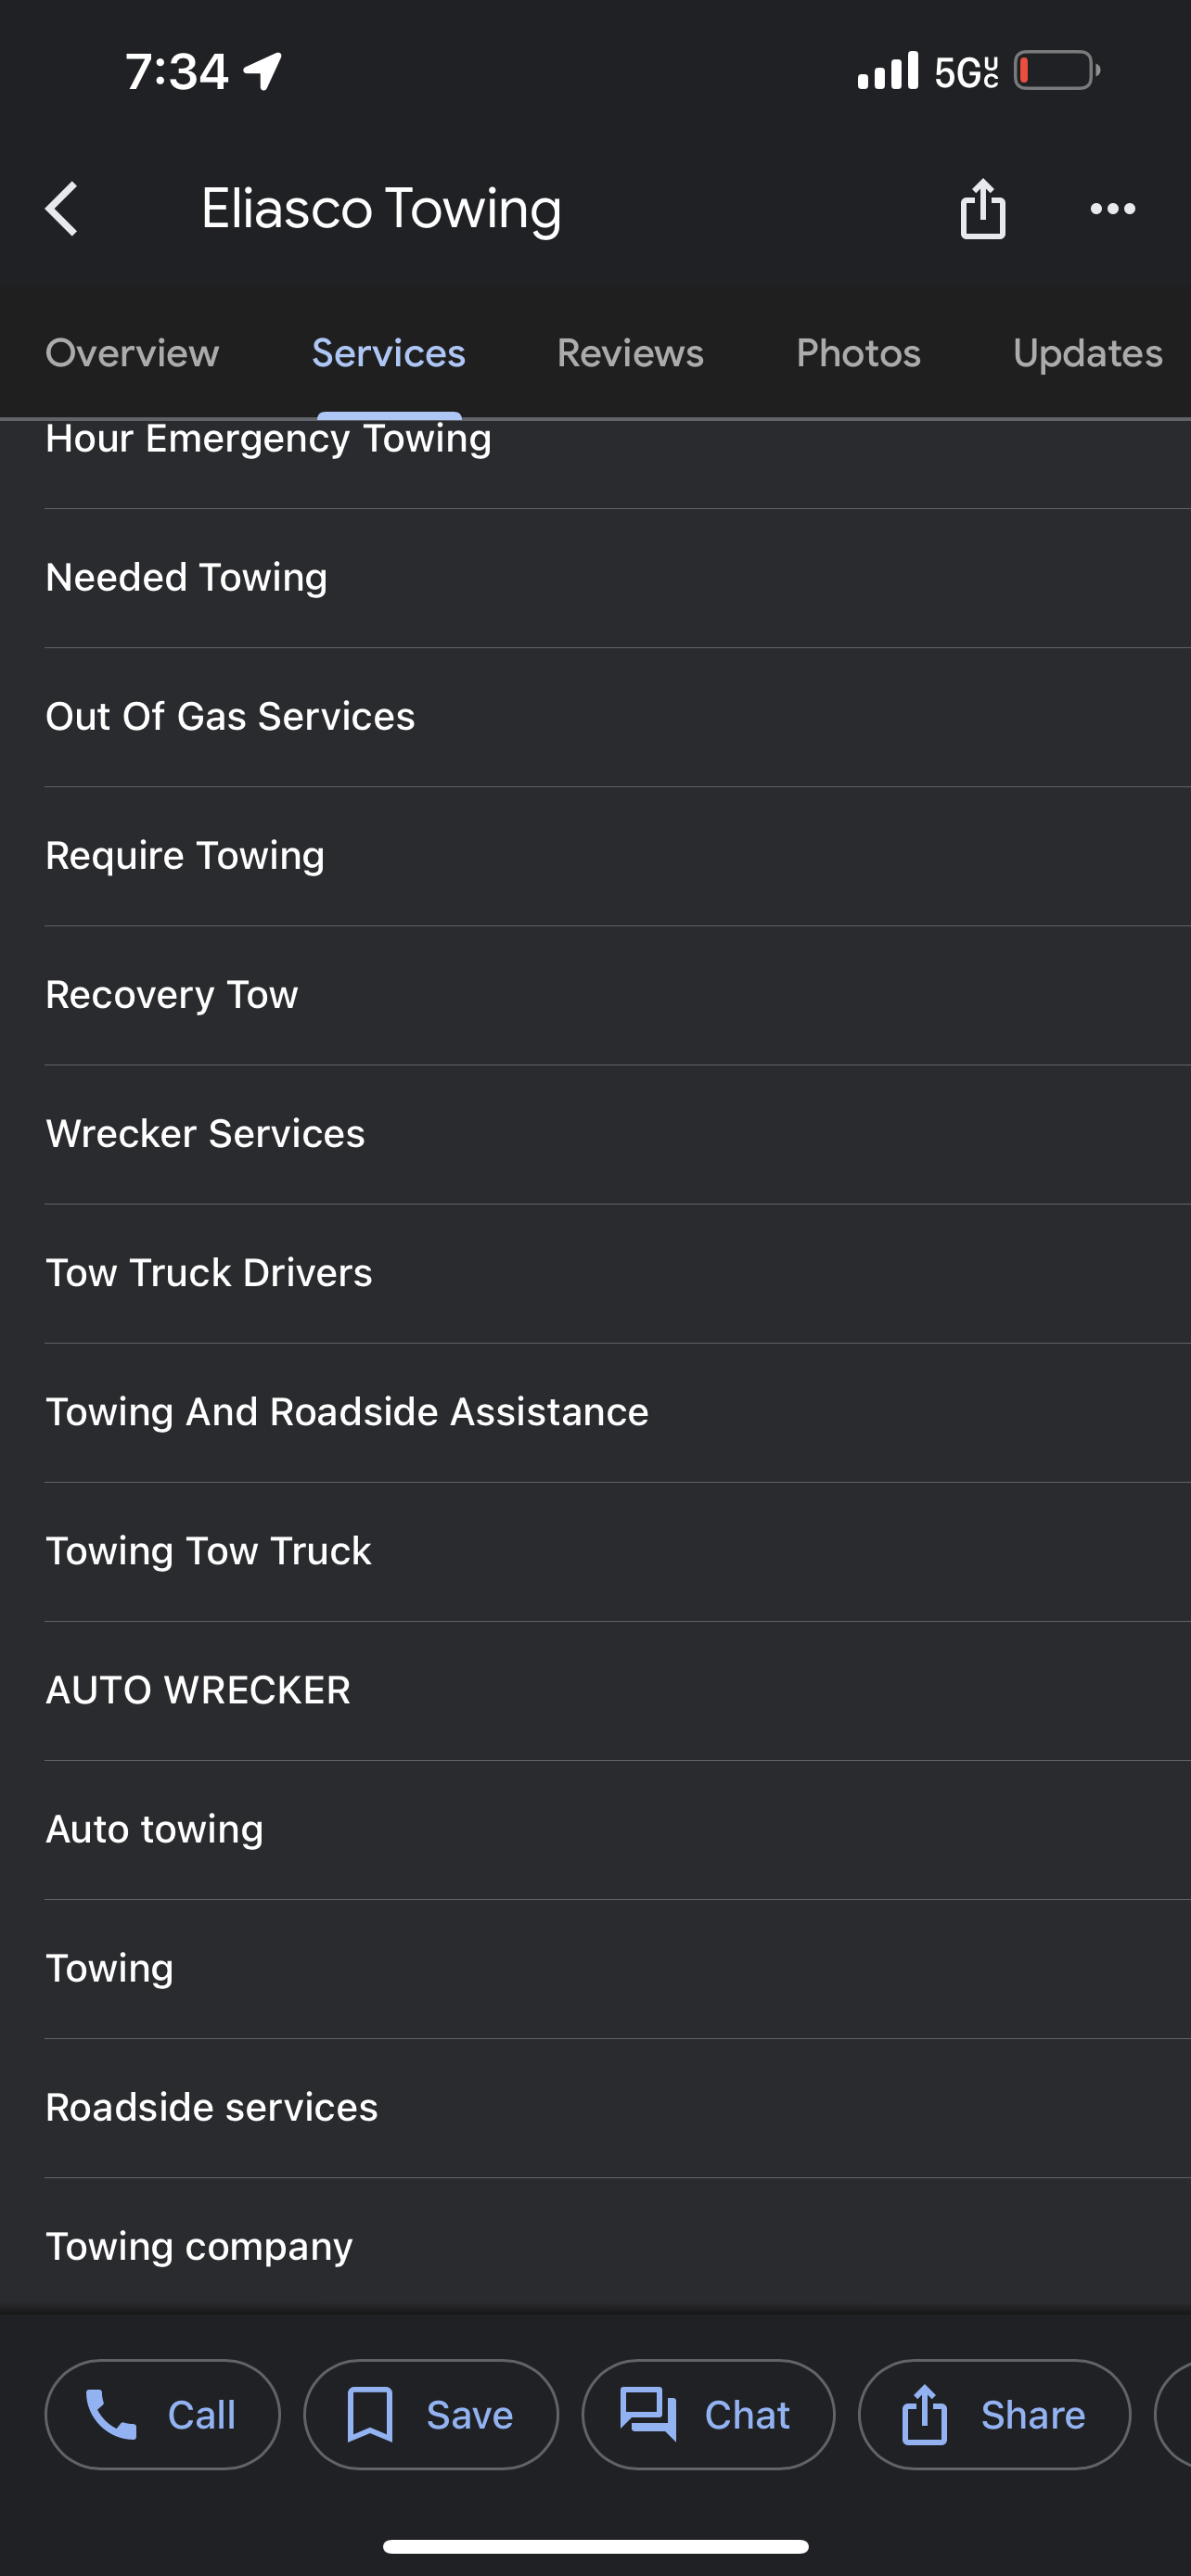 7:34
5G UC
Eliasco Towing
Overview Services Reviews Photos Updates
Hour Emergency Towing
Needed Towing
Out Of Gas Services
Require Towing
Recovery Tow
Wrecker Services
Tow Truck Drivers
Towing And Roadside Assistance
Towing Tow Truck
AUTO WRECKER
Auto towing
Towing
Roadside services
Towing company
Call Save Chat Share